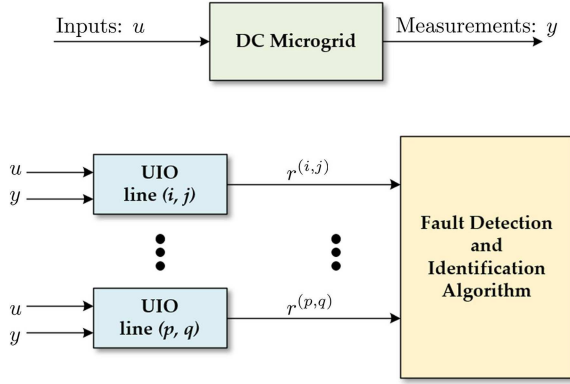 Inputs: u
DC Microgrid
Measurements: y
u
y
UIO
line (i, j)
r^{(i,j)}
Fault Detection
and
Identification
Algorithm
u
y
UIO
line (p, q)
r^{(p,q)}